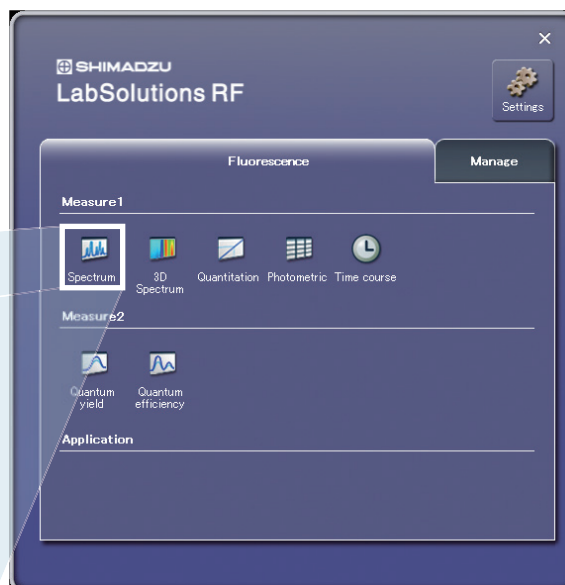 SHIMADZU
LabSolutions RF
Settings
Fluorescence
Manage
Measure1
Spectrum
3D
Spectrum
Quantitation
Photometric
Time course
Measure2
Quantum
yield
Quantum
efficiency
Application